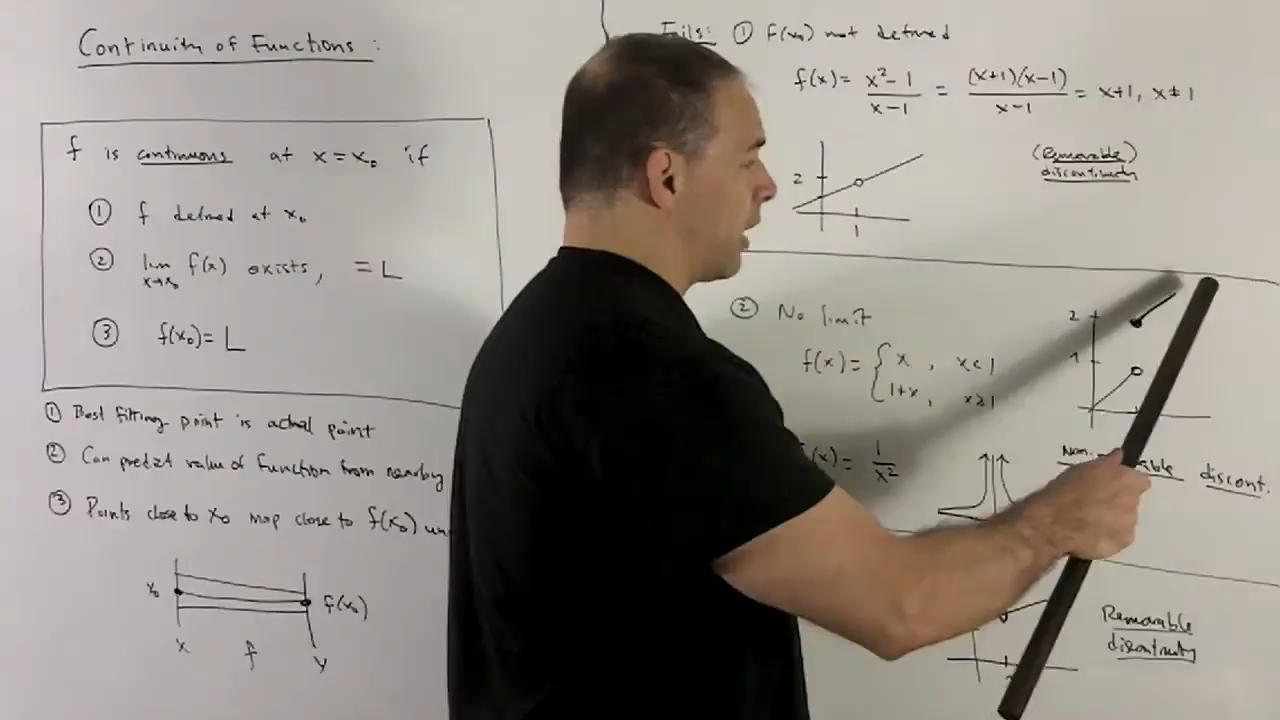 Continuity of Functions :
f is continuous at x = x₀ if
① f defined at x₀
② lim f(x) exists, = L
x→x₀
③ f(x₀) = L
① Best fitting point is actual point
② Can predict value of function from nearby
③ Points close to x₀ map close to f(x₀) un
x₀
f(x₀)
x
f
y
Fails: ① f(x₀) not defined
f(x) = x²-1 / x-1 = (x+1)(x-1) / x-1 = x+1, x≠1
2
1
(Removable)
discontinuity
② No limit
f(x) = { x , x<1
1+x , x≥1
2
1
(x) = 1 / x²
discont.
Removable
discontinuity